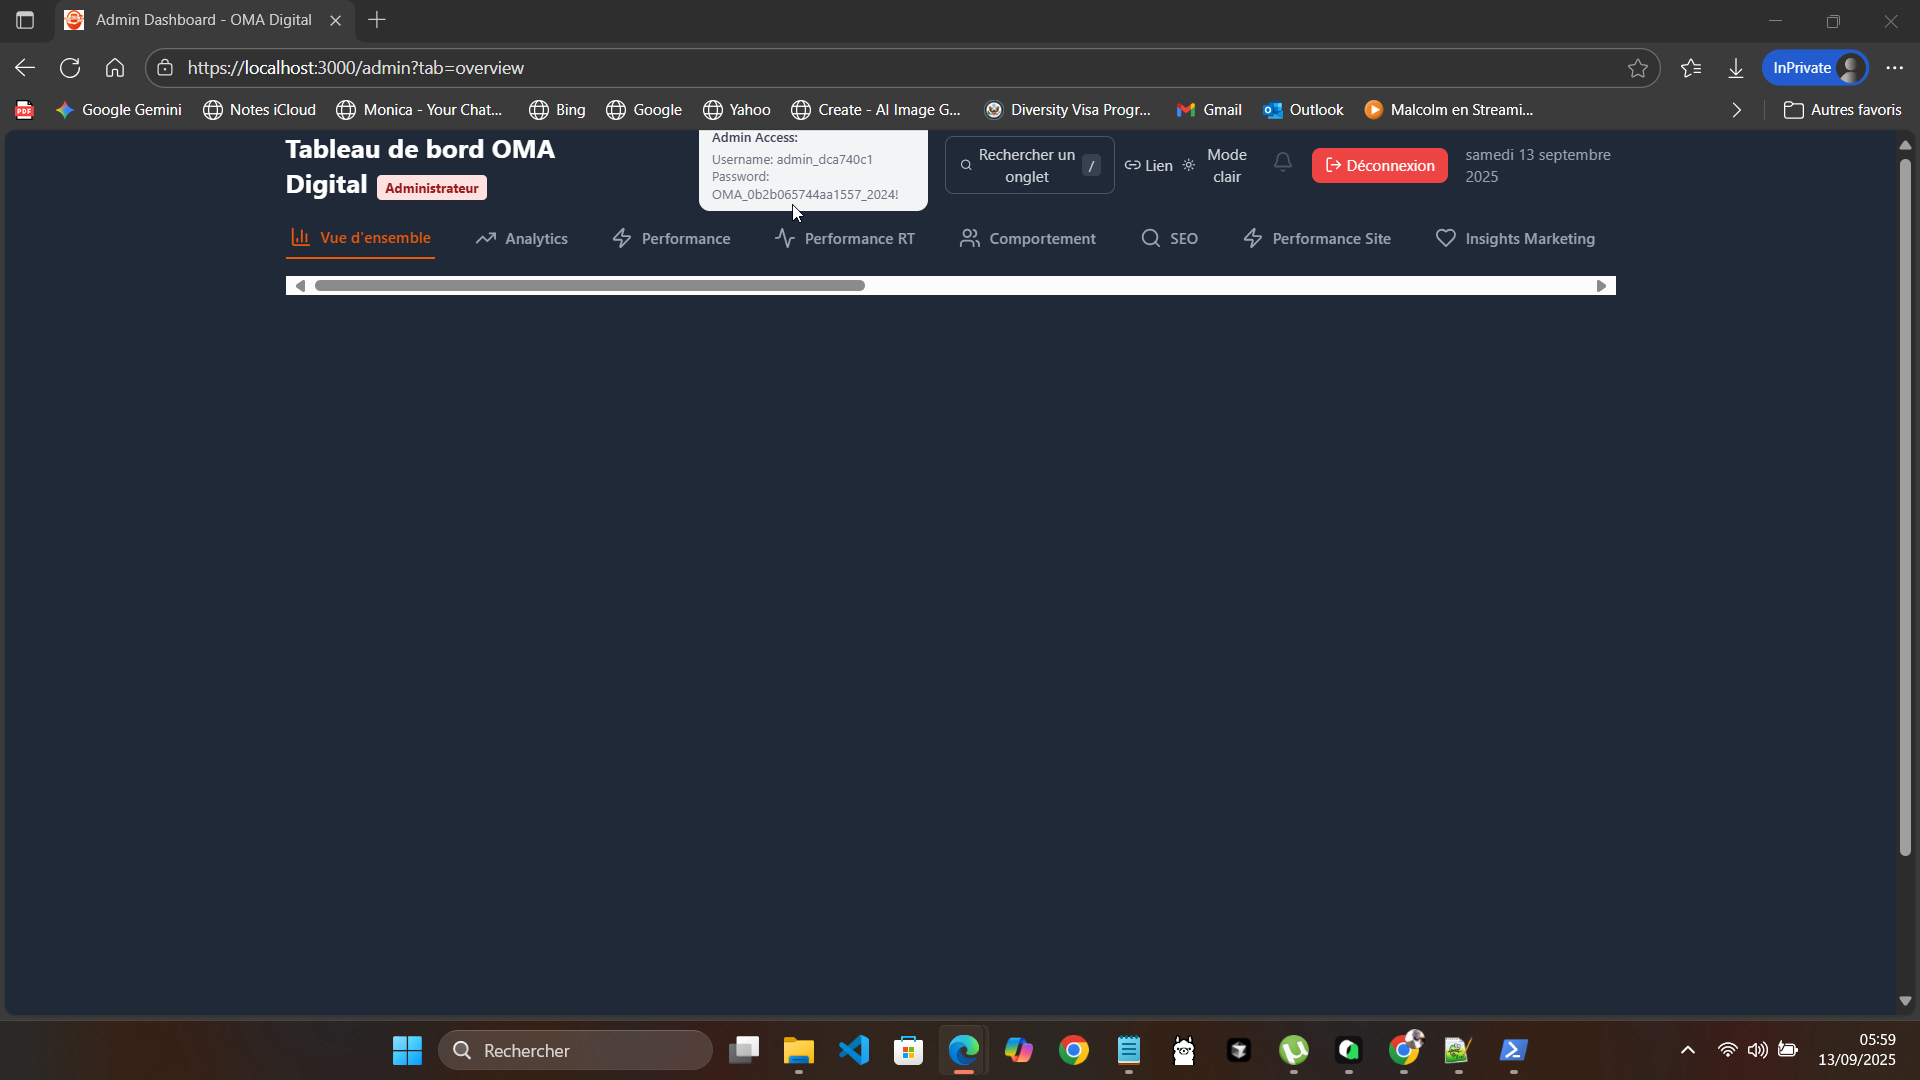 Admin Dashboard - OMA Digital
https://localhost:3000/admin?tab=overview
InPrivate
PDF
Google Gemini
Notes iCloud
Monica - Your Chat...
Bing
Google
Yahoo
Create - AI Image G...
Diversity Visa Progr...
Gmail
Outlook
Malcolm en Streami...
Autres favoris
Tableau de bord OMA
Digital Administrateur
Admin Access:
Username: admin_dca740c1
Password:
OMA_0b2b065744aa1557_2024!
Rechercher un
onglet
/
Lien
Mode
clair
Déconnexion
samedi 13 septembre
2025
Vue d'ensemble
Analytics
Performance
Performance RT
Comportement
SEO
Performance Site
Insights Marketing
Rechercher
05:59
13/09/2025